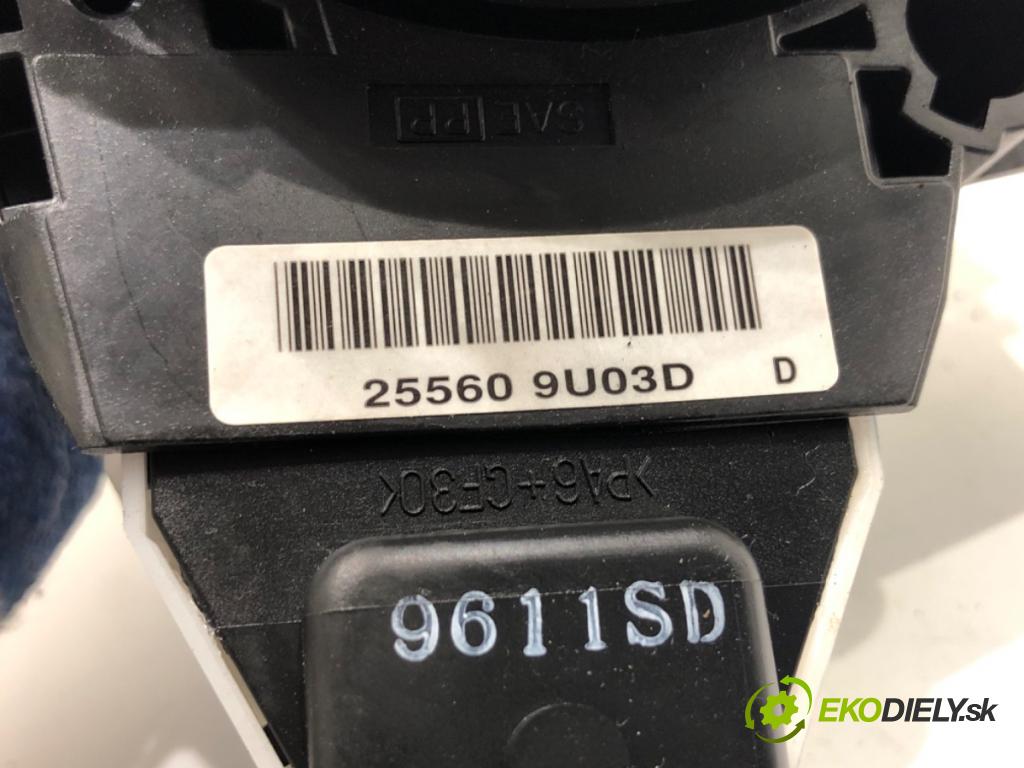 SAE PP
25560 9U03D D
>PA6+GF30<
9611SD
EKODIELY.sk